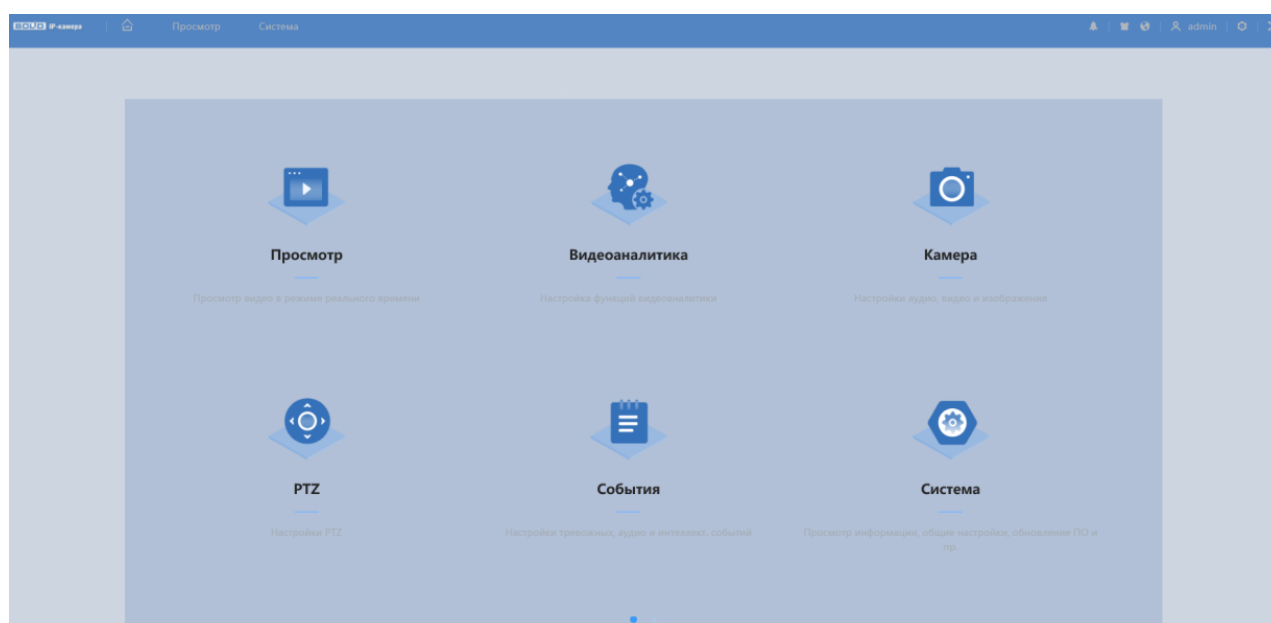 IP-камера Просмотр Система admin
Просмотр Видеоаналитика Камера
Просмотр видео в режиме реального времени Настройка функций видеоаналитики Настройки аудио, видео и изображения
PTZ События Система
Настройки PTZ Настройки тревожных, аудио и интеллект. событий Просмотр информации, общие настройки, обновление ПО и
пр.